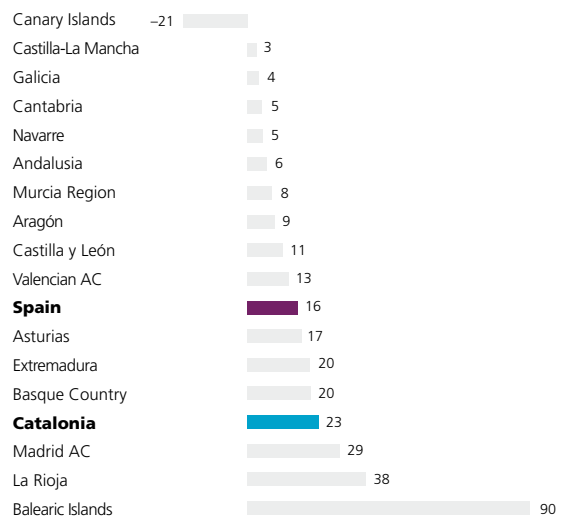 Canary Islands –21
Castilla-La Mancha 3
Galicia 4
Cantabria 5
Navarre 5
Andalusia 6
Murcia Region 8
Aragón 9
Castilla y León 11
Valencian AC 13
Spain 16
Asturias 17
Extremadura 20
Basque Country 20
Catalonia 23
Madrid AC 29
La Rioja 38
Balearic Islands 90